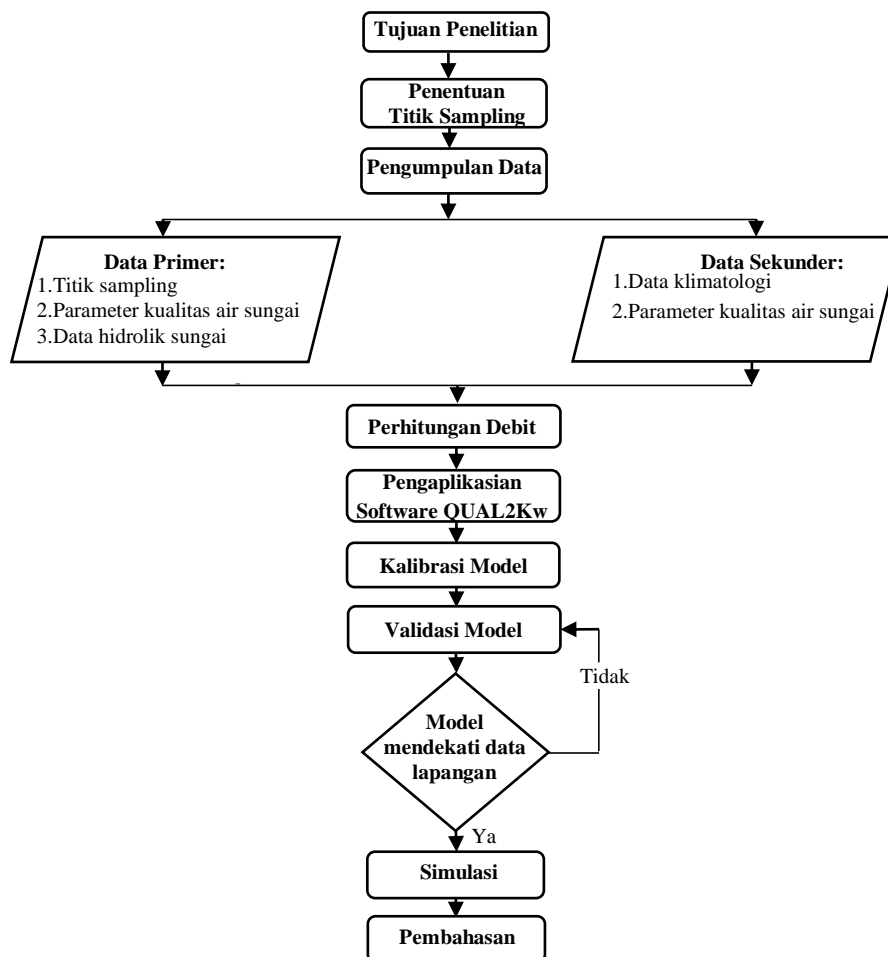 Tujuan Penelitian
Penentuan
Titik Sampling
Pengumpulan Data
Data Primer:
1.Titik sampling
2.Parameter kualitas air sungai
3.Data hidrolik sungai
Data Sekunder:
1.Data klimatologi
2.Parameter kualitas air sungai
Perhitungan Debit
Pengaplikasian
Software QUAL2Kw
Kalibrasi Model
Validasi Model
Tidak
Model
mendekati data
lapangan
Ya
Simulasi
Pembahasan